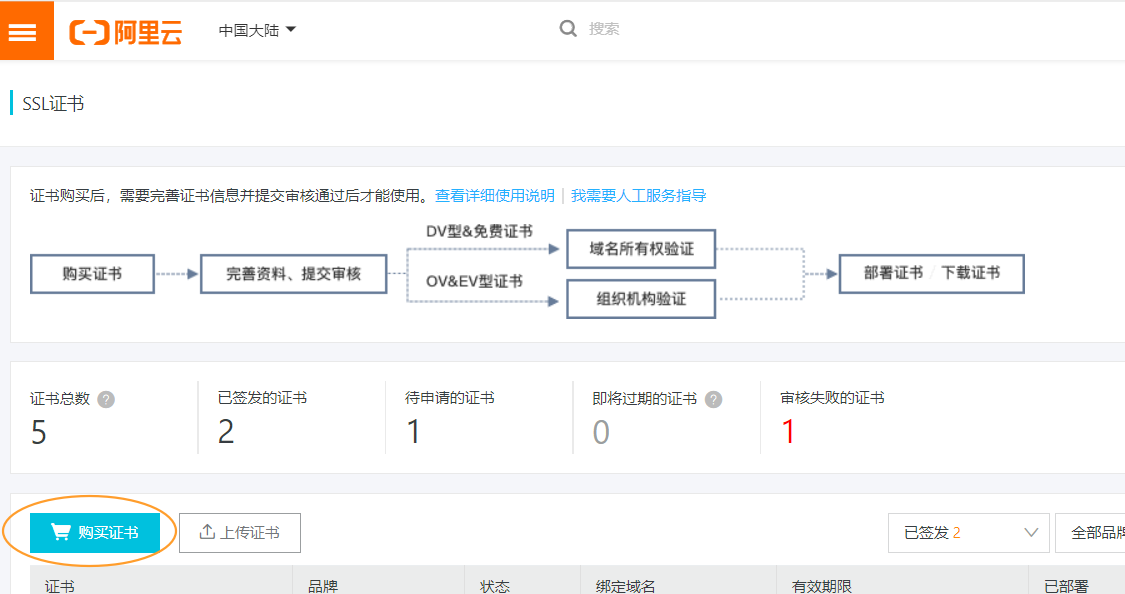 阿里云 中国大陆 搜索
SSL证书
证书购买后，需要完善证书信息并提交审核通过后才能使用。查看详细使用说明 | 我需要人工服务指导
DV型&免费证书
域名所有权验证
购买证书 完善资料、提交审核 部署证书 / 下载证书
OV&EV型证书
组织机构验证
证书总数 ? 已签发的证书 待申请的证书 即将过期的证书 ? 审核失败的证书
5 2 1 0 1
购买证书 上传证书 已签发 2 全部品牌
证书 品牌 状态 绑定域名 有效期限 已部署